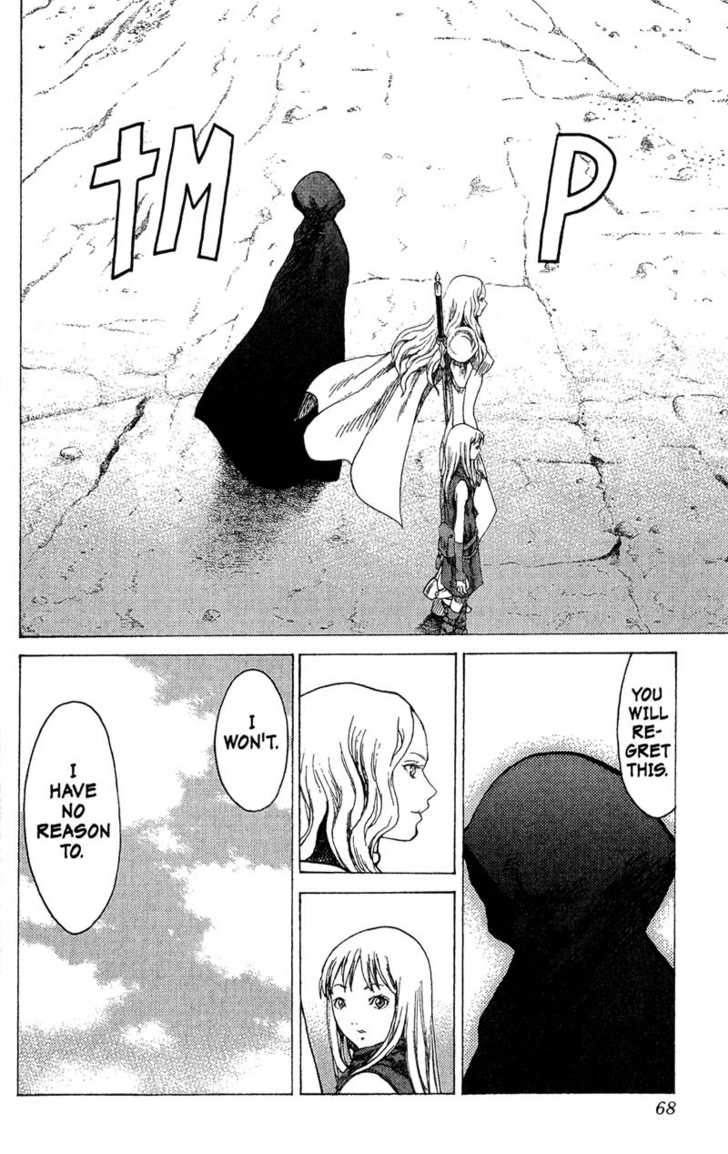 TMP
YOU
WILL
RE-
GRET
THIS.
I
WON'T.
I
HAVE
NO
REASON
TO.
68